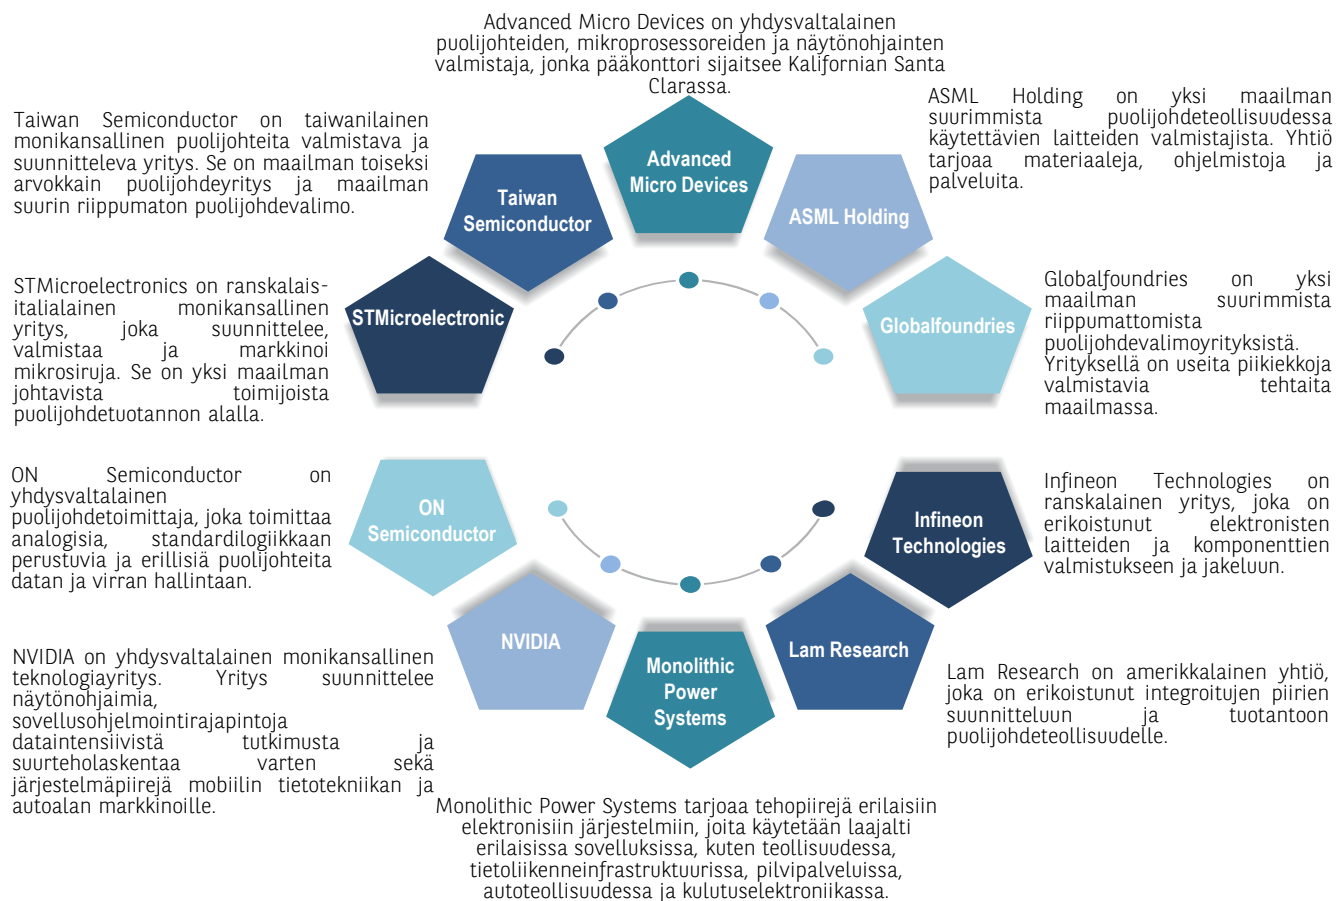 Advanced Micro Devices on yhdysvaltalainen
puolijohteiden, mikroprosessoreiden ja näytönohjainten
valmistaja, jonka pääkonttori sijaitsee Kalifornian Santa
Clarassa.
Taiwan Semiconductor on taiwanilainen
monikansallinen puolijohteita valmistava ja
suunnitteleva yritys. Se on maailman toiseksi
arvokkain puolijohdeyritys ja maailman
suurin riippumaton puolijohdevalimo.
ASML Holding on yksi maailman
suurimmista puolijohdeteollisuudessa
käytettävien laitteiden valmistajista. Yhtiö
tarjoaa materiaaleja, ohjelmistoja ja
palveluita.
Advanced
Micro Devices
Taiwan
Semiconductor
ASML Holding
STMicroelectronics on ranskalais-
italialainen monikansallinen
yritys, joka suunnittelee,
valmistaa ja markkinoi
mikrosiruja. Se on yksi maailman
johtavista toimijoista
puolijohdetuotannon alalla.
STMicroelectronic
Globalfoundries
Globalfoundries on yksi
maailman suurimmista
riippumattomista
puolijohdevalimoyrityksistä.
Yrityksellä on useita piikiekkoja
valmistavia tehtaita
maailmassa.
ON Semiconductor on
yhdysvaltalainen
puolijohdetoimittaja, joka toimittaa
analogisia, standardilogiikkaan
perustuvia ja erillisiä puolijohteita
datan ja virran hallintaan.
ON
Semiconductor
Infineon
Technologies
Infineon Technologies on
ranskalainen yritys, joka on
erikoistunut elektronisten
laitteiden ja komponenttien
valmistukseen ja jakeluun.
NVIDIA
Monolithic
Power
Systems
Lam Research
NVIDIA on yhdysvaltalainen monikansallinen
teknologiayritys. Yritys suunnittelee
näytönohjaimia,
sovellusohjelmointirajapintoja
dataintensiivistä tutkimusta ja
suurteholaskentaa varten sekä
järjestelmäpiirejä mobiilin tietotekniikan ja
autoalan markkinoille.
Lam Research on amerikkalainen yhtiö,
joka on erikoistunut integroitujen piirien
suunnitteluun ja tuotantoon
puolijohdeteollisuudelle.
Monolithic Power Systems tarjoaa tehopiirejä erilaisiin
elektronisiin järjestelmiin, joita käytetään laajalti
erilaisissa sovelluksissa, kuten teollisuudessa,
tietoliikenneinfrastruktuurissa, pilvipalveluissa,
autoteollisuudessa ja kulutuselektroniikassa.